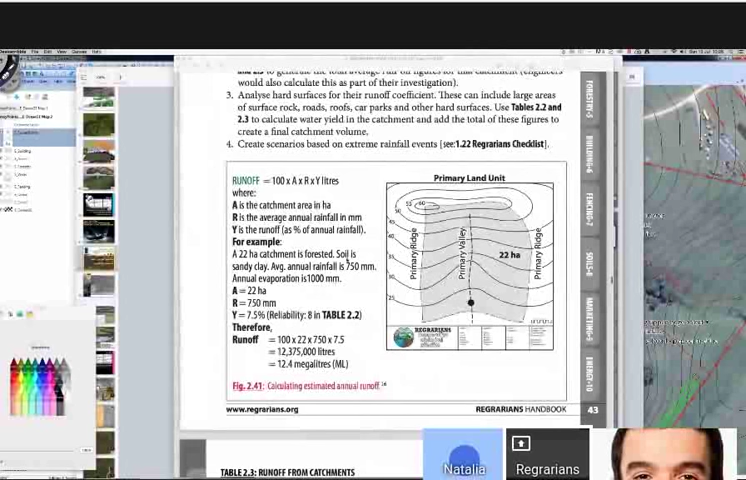 would also calculate this as part of their investigation).
3. Analyse hard surfaces for their runoff coefficient. These can include large areas
of surface rock, roads, roofs, car parks and other hard surfaces. Use Tables 2.2 and
2.3 to calculate water yield in the catchment and add the total of these figures to
create a final catchment volume.
4. Create scenarios based on extreme rainfall events [see:1.22 Regrarians Checklist].
RUNOFF = 100 x A x R x Y litres
where:
A is the catchment area in ha
R is the average annual rainfall in mm
Y is the runoff (as % of annual rainfall).
For example:
A 22 ha catchment is forested. Soil is
sandy clay. Avg. annual rainfall is 750 mm.
Annual evaporation is 1000 mm.
A = 22 ha
R = 750 mm
Y = 7.5% (Reliability: 8 in TABLE 2.2)
Therefore,
Runoff = 100 x 22 x 750 x 7.5
= 12,375,000 litres
= 12.4 megalitres (ML)
Primary Land Unit
Primary Ridge
Primary Valley
22 ha
Primary Ridge
REGRARIANS
Fig. 2.41: Calculating estimated annual runoff.
www.regrarians.org
REGRARIANS HANDBOOK
43
FORESTRY-5
BUILDING-6
FENCING-7
SOILS-8
MARKETING-9
ENERGY-10
TABLE 2.3: RUNOFF FROM CATCHMENTS
Natalia
Regrarians